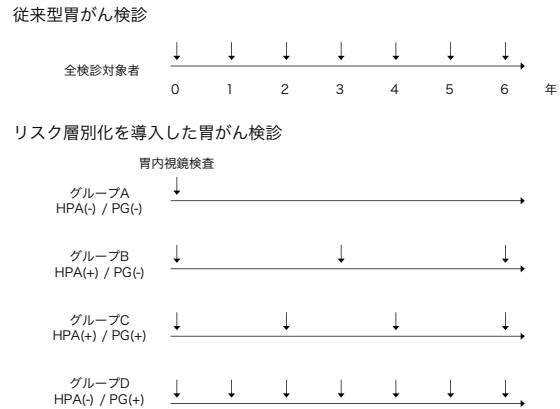 従来型胃がん検診
全検診対象者
0 1 2 3 4 5 6 年
リスク層別化を導入した胃がん検診
胃内視鏡検査
グループA
HPA(-) / PG(-)
グループB
HPA(+) / PG(-)
グループC
HPA(+) / PG(+)
グループD
HPA(-) / PG(+)